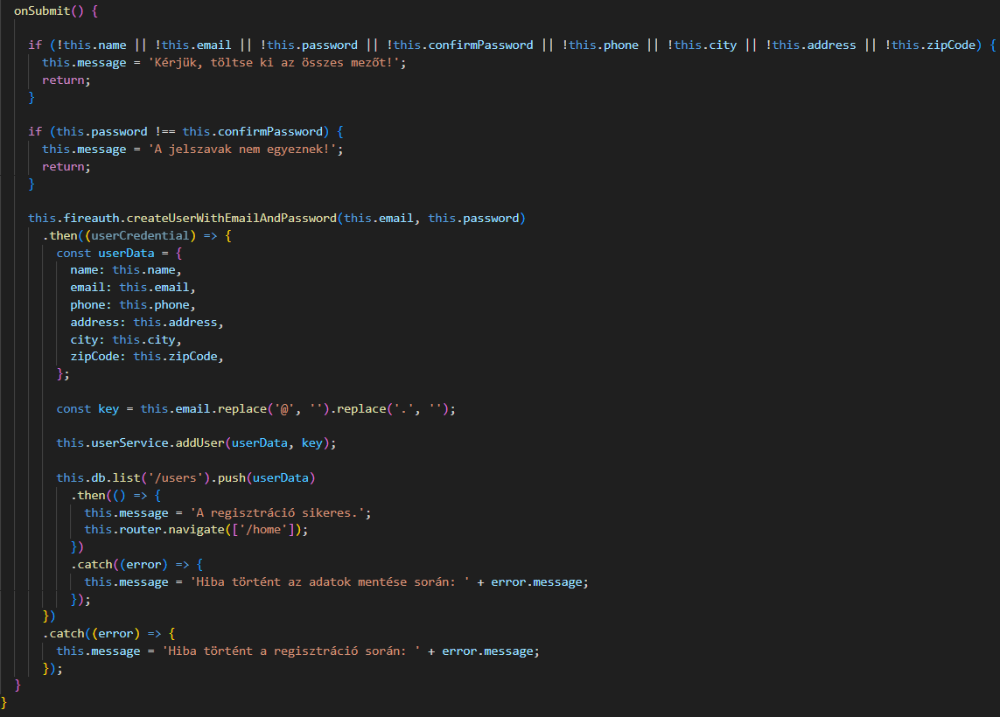 onSubmit() {
if (!this.name || !this.email || !this.password || !this.confirmPassword || !this.phone || !this.city || !this.address || !this.zipCode) {
this.message = 'Kérjük, töltse ki az összes mezőt!';
return;
}
if (this.password !== this.confirmPassword) {
this.message = 'A jelszavak nem egyeznek!';
return;
}
this.fireauth.createUserWithEmailAndPassword(this.email, this.password)
.then((userCredential) => {
const userData = {
name: this.name,
email: this.email,
phone: this.phone,
address: this.address,
city: this.city,
zipCode: this.zipCode,
};
const key = this.email.replace('@', '').replace('.', '');
this.userService.addUser(userData, key);
this.db.list('/users').push(userData)
.then(() => {
this.message = 'A regisztráció sikeres.';
this.router.navigate(['/home']);
})
.catch((error) => {
this.message = 'Hiba történt az adatok mentése során: ' + error.message;
});
})
.catch((error) => {
this.message = 'Hiba történt a regisztráció során: ' + error.message;
});
}
}